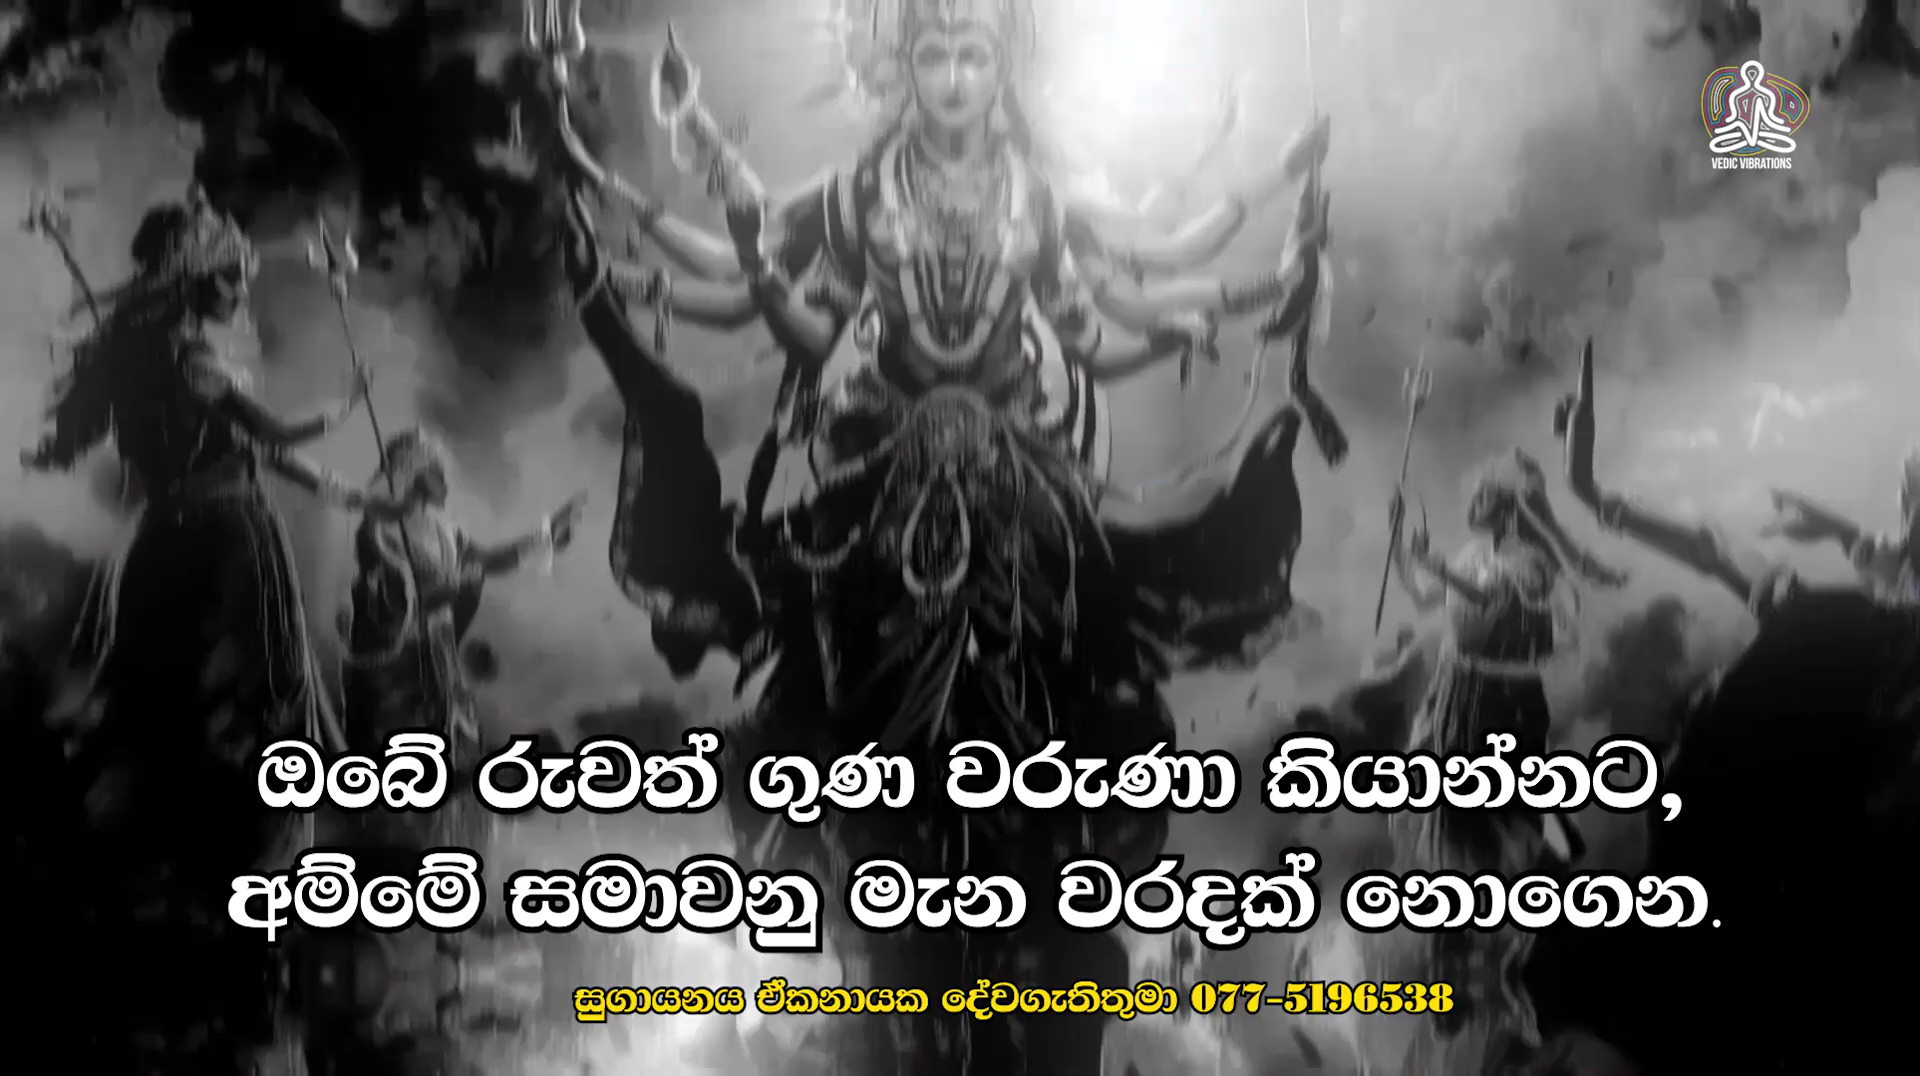 VEDIC VIBRATIONS
ඔබේ රුවත් ගුණ වරුණා කියාන්නට,
අම්මේ සමාවනු මැන වරදක් නොගෙන.
සුගායනය ඒකනායක දේවගැතිතුමා 077-5196538